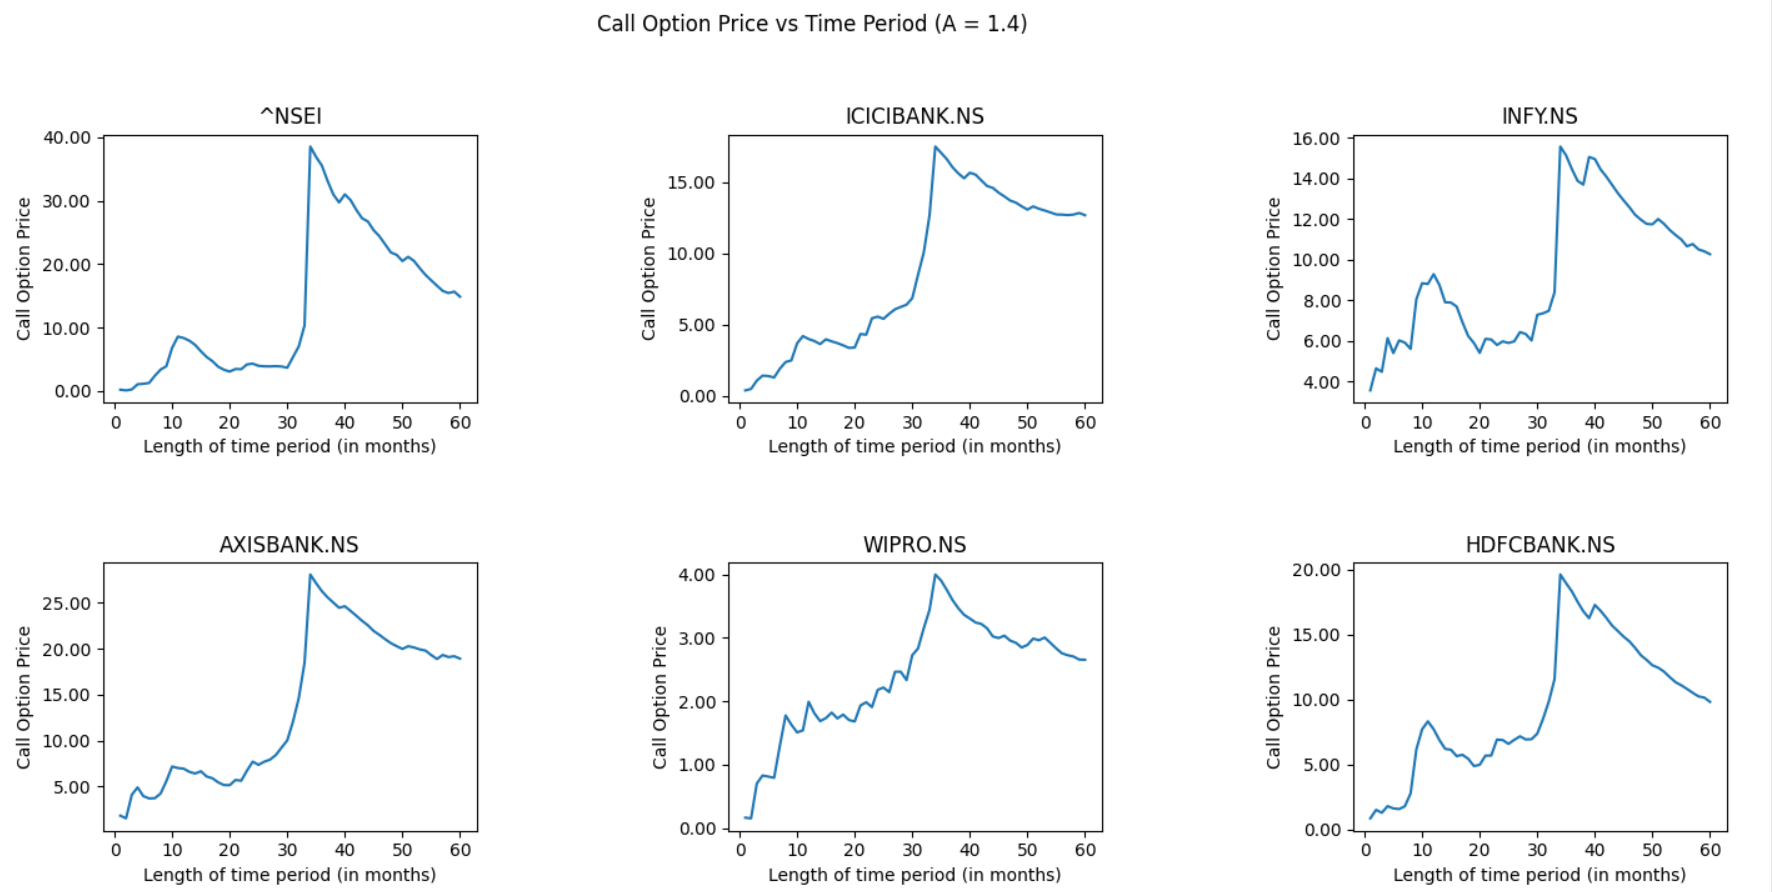 Call Option Price vs Time Period (A = 1.4)
^NSEI
40.00
30.00
20.00
10.00
0.00
Call Option Price
0 10 20 30 40 50 60
Length of time period (in months)
ICICIBANK.NS
15.00
10.00
5.00
0.00
Call Option Price
0 10 20 30 40 50 60
Length of time period (in months)
INFY.NS
16.00
14.00
12.00
10.00
8.00
6.00
4.00
Call Option Price
0 10 20 30 40 50 60
Length of time period (in months)
AXISBANK.NS
25.00
20.00
15.00
10.00
5.00
Call Option Price
0 10 20 30 40 50 60
Length of time period (in months)
WIPRO.NS
4.00
3.00
2.00
1.00
0.00
Call Option Price
0 10 20 30 40 50 60
Length of time period (in months)
HDFCBANK.NS
20.00
15.00
10.00
5.00
0.00
Call Option Price
0 10 20 30 40 50 60
Length of time period (in months)